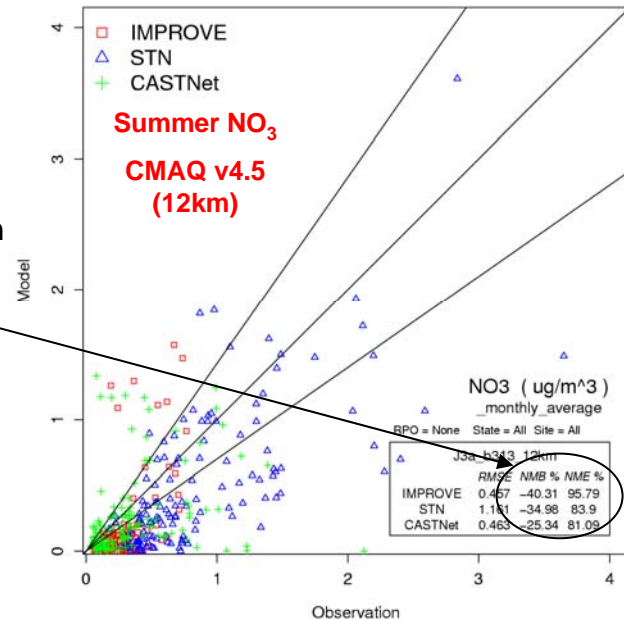 IMPROVE
STN
CASTNet
Summer NO3
CMAQ v4.5
(12km)
4
3
2
1
0
Model
NO3 ( ug/m^3 )
_monthly_average
RPO = None State = All Site = All
J3a_b313_12km
RMSE NMB % NME %
IMPROVE 0.457 −40.31 95.79
STN 1.161 −34.98 83.9
CASTNet 0.463 −25.34 81.09
0 1 2 3 4
Observation